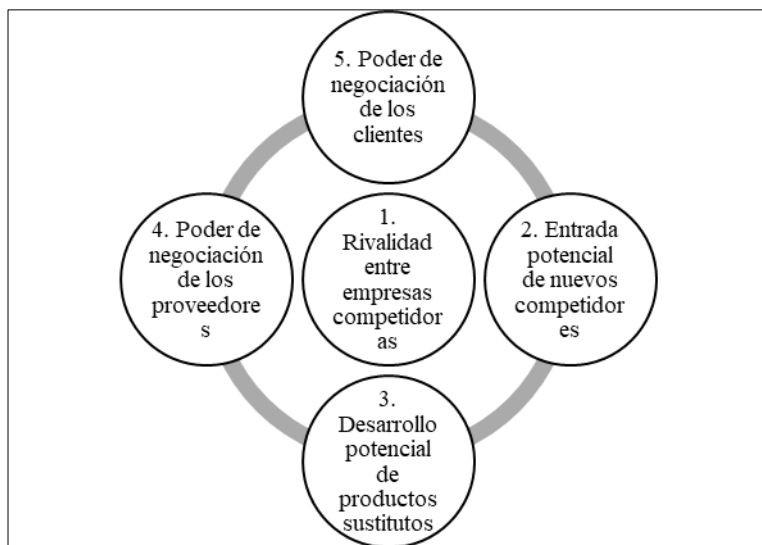 5. Poder de
negociación
de los
clientes
4. Poder de
negociación
de los
proveedore
s
1.
Rivalidad
entre
empresas
competidor
as
2. Entrada
potencial
de nuevos
competidor
es
3.
Desarrollo
potencial
de
productos
sustitutos